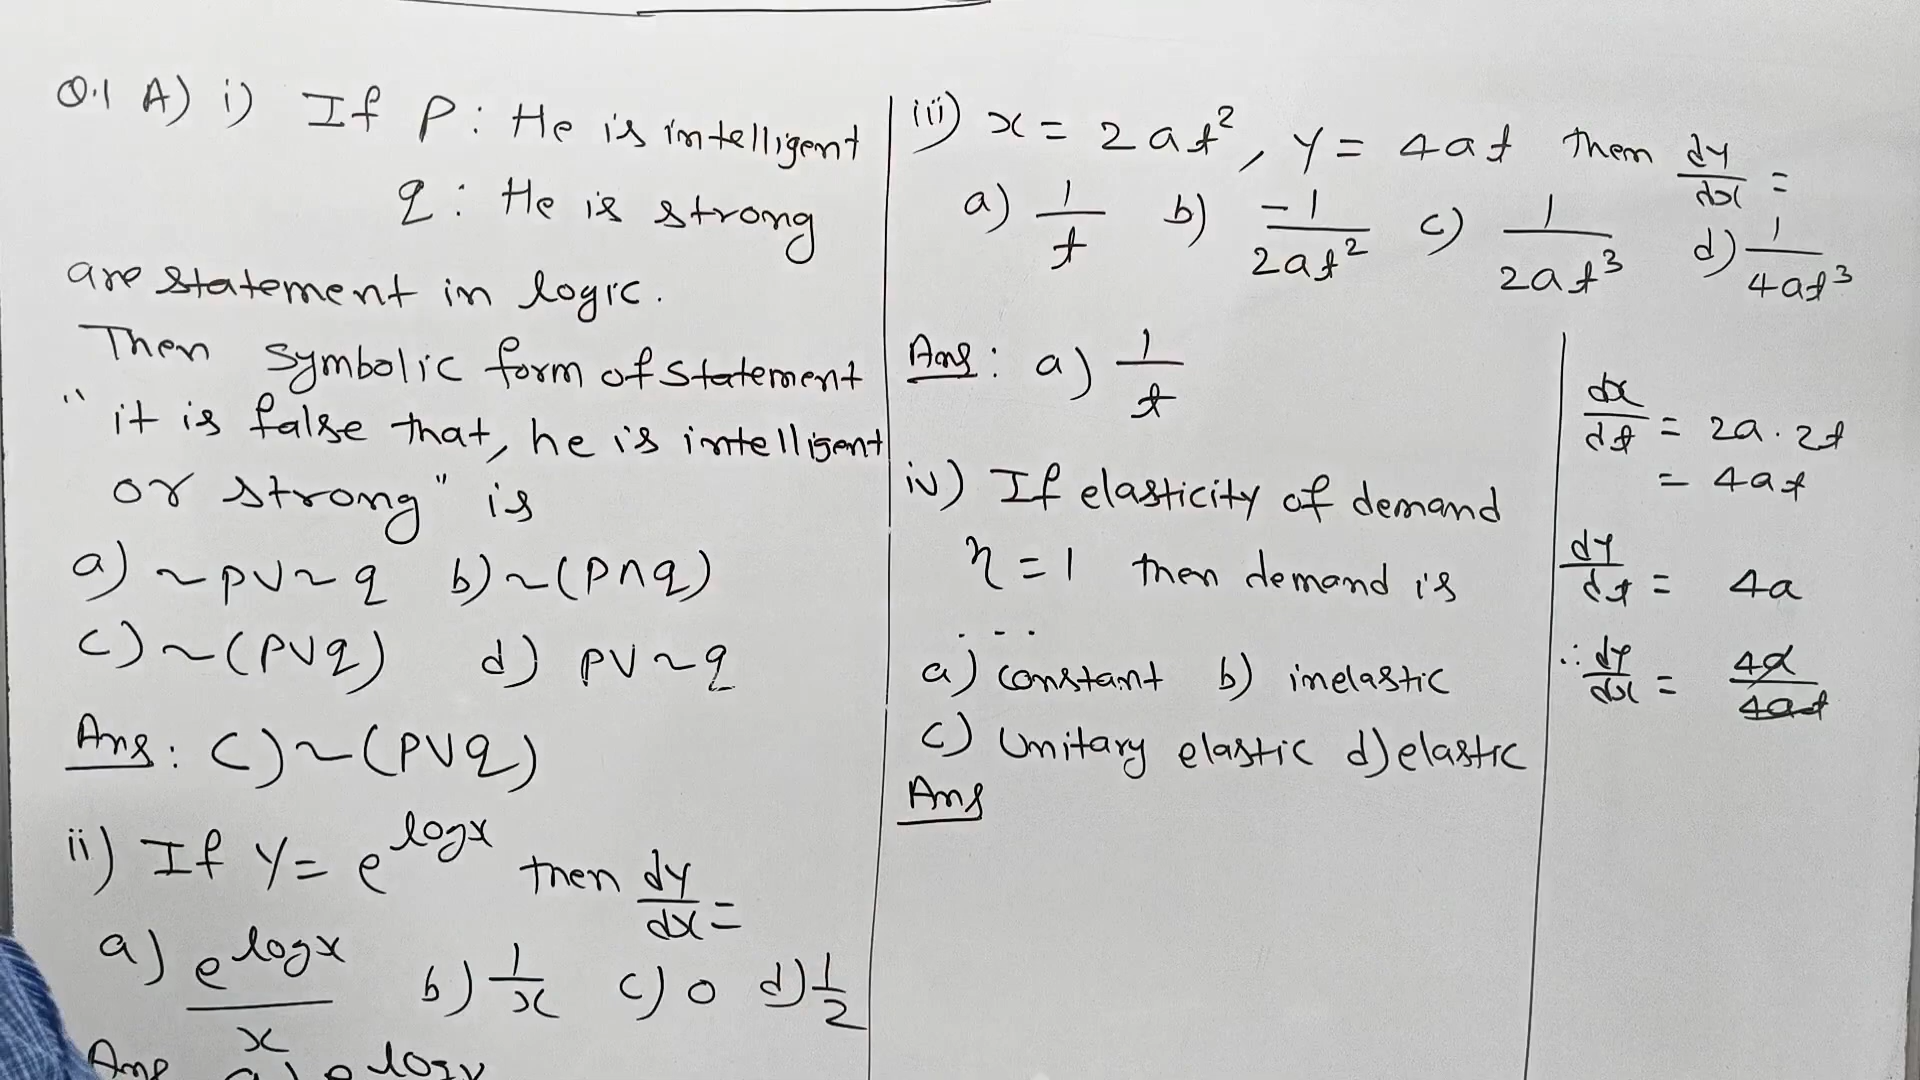 Q.1 A) i) If P: He is intelligent
q: He is strong
are statement in logic.
Then symbolic form of statement
"it is false that, he is intelligent
or strong" is
a) ~p∨~q b) ~(p∧q)
c) ~(p∨q) d) p∨~q
Ans: c) ~(p∨q)
ii) If y = e^logx then dy/dx =
a) e^logx/x b) 1/x c) 0 d) 1/2
Ans a) e^logx
iii) x = 2at², y = 4at then dy/dx =
a) 1/t b) -1/2at² c) 1/2at³ d) 1/4at³
Ans: a) 1/t
iv) If elasticity of demand
η = 1 then demand is
...
a) constant b) inelastic
c) Unitary elastic d) elastic
Ans
dx/dt = 2a.2t
= 4at
dy/dt = 4a
∴ dy/dx = 4a/4at